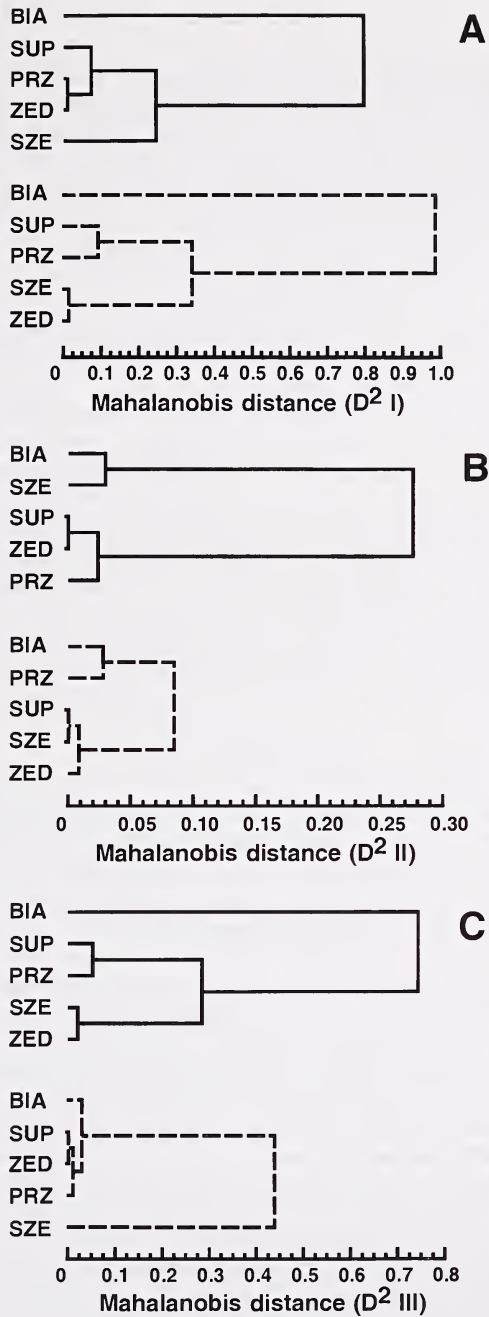 A
BIA
SUP
PRZ
ZED
SZE
BIA
SUP
PRZ
SZE
ZED
0 0.1 0.2 0.3 0.4 0.5 0.6 0.7 0.8 0.9 1.0
Mahalanobis distance (D² I)
B
BIA
SZE
SUP
ZED
PRZ
BIA
PRZ
SUP
SZE
ZED
0 0.05 0.10 0.15 0.20 0.25 0.30
Mahalanobis distance (D² II)
C
BIA
SUP
PRZ
SZE
ZED
BIA
SUP
ZED
PRZ
SZE
0 0.1 0.2 0.3 0.4 0.5 0.6 0.7 0.8
Mahalanobis distance (D² III)